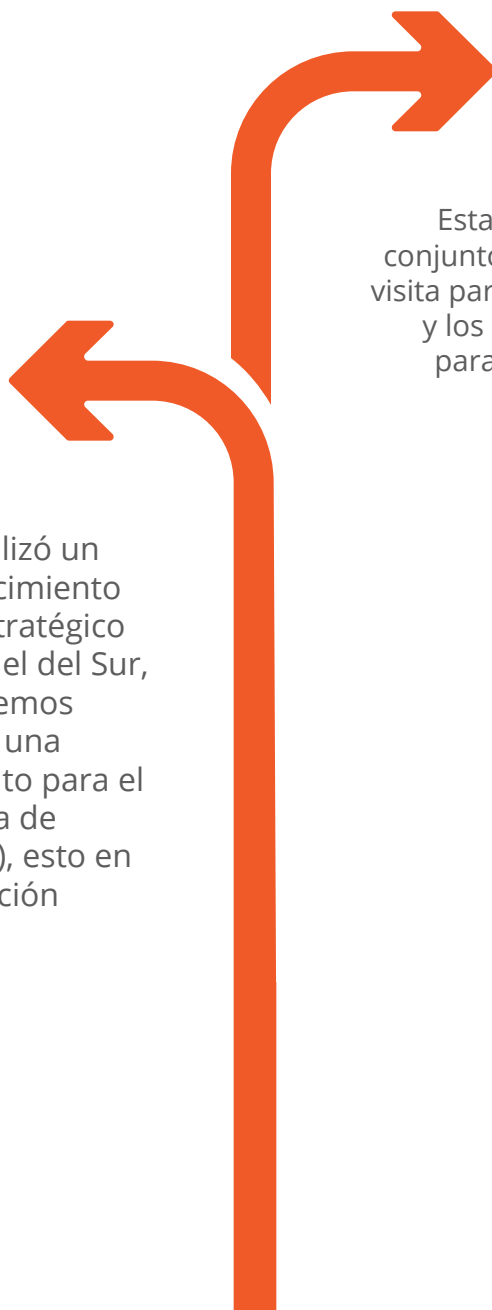 Esta
conjunto
visita par
y los
para
lizó un
cimiento
tratégico
el del Sur,
emos
una
to para el
a de
), esto en
ción